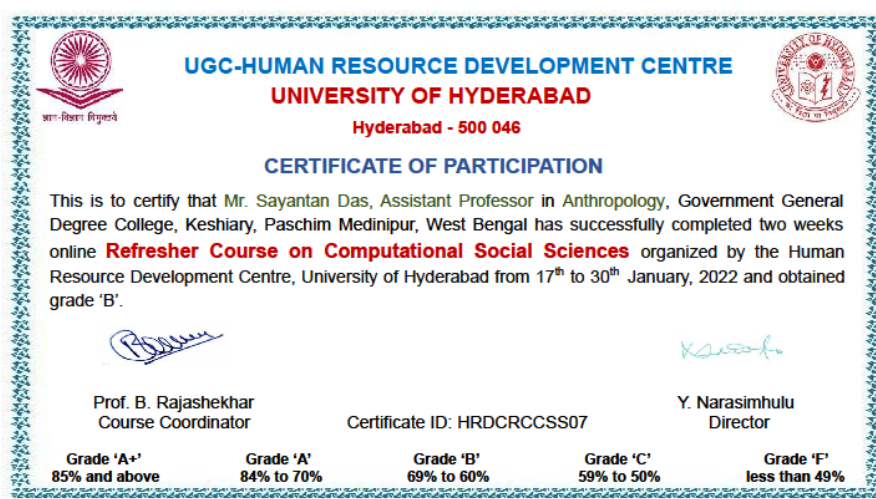 UGC-HUMAN RESOURCE DEVELOPMENT CENTRE
UNIVERSITY OF HYDERABAD
Hyderabad - 500 046
ज्ञान-विज्ञान विमुक्तये
UNIVERSITY OF HYDERABAD
CERTIFICATE OF PARTICIPATION
This is to certify that Mr. Sayantan Das, Assistant Professor in Anthropology, Government General
Degree College, Keshiary, Paschim Medinipur, West Bengal has successfully completed two weeks
online Refresher Course on Computational Social Sciences organized by the Human
Resource Development Centre, University of Hyderabad from 17th to 30th January, 2022 and obtained
grade ‘B’.
Prof. B. Rajashekhar
Course Coordinator
Certificate ID: HRDCRCCSS07
Y. Narasimhulu
Director
Grade ‘A+’ Grade ‘A’ Grade ‘B’ Grade ‘C’ Grade ‘F’
85% and above 84% to 70% 69% to 60% 59% to 50% less than 49%